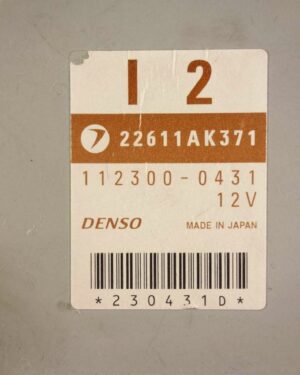 I 2
22611AK371
112300-0431
12V
DENSO MADE IN JAPAN
*230431D*